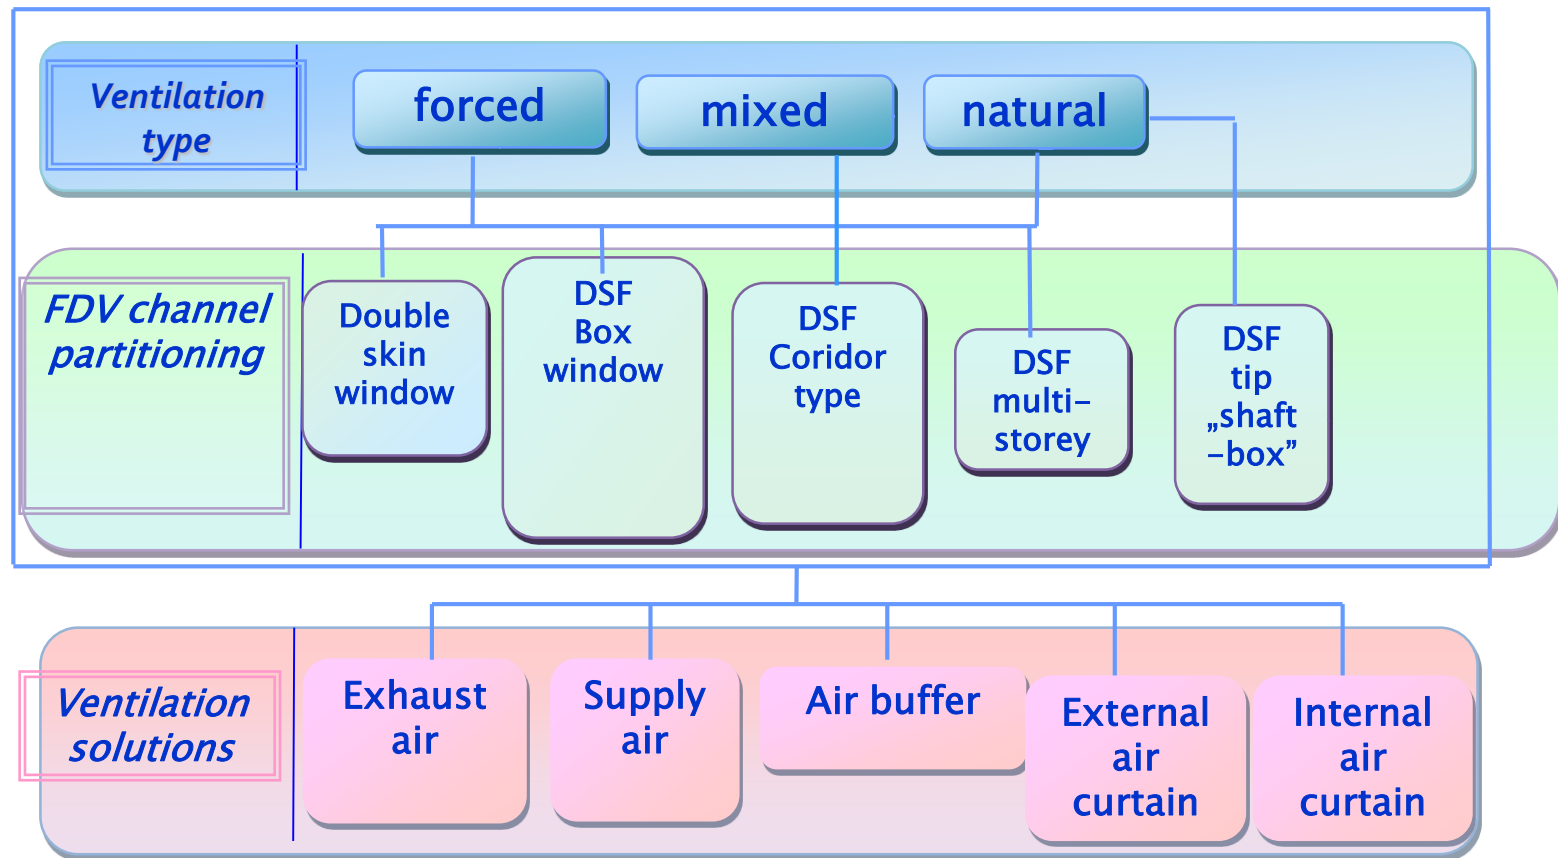 Ventilation
type
forced
mixed
natural
FDV channel
partitioning
Double
skin
window
DSF
Box
window
DSF
Coridor
type
DSF
multi-
storey
DSF
tip
„shaft
-box”
Ventilation
solutions
Exhaust
air
Supply
air
Air buffer
External
air
curtain
Internal
air
curtain